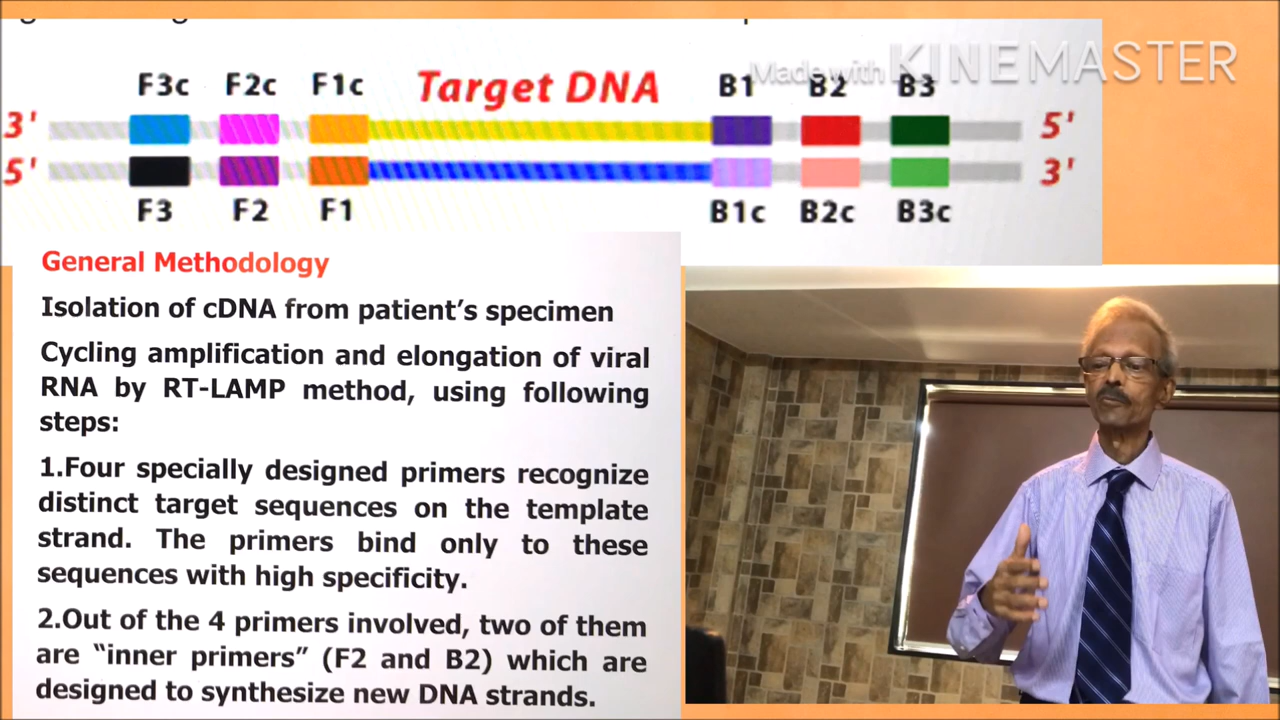 Made with KINEMASTER
F3c F2c F1c Target DNA B1 B2 B3
3' 5'
5' 3'
F3 F2 F1 B1c B2c B3c
General Methodology
Isolation of cDNA from patient’s specimen
Cycling amplification and elongation of viral
RNA by RT-LAMP method, using following
steps:
1.Four specially designed primers recognize
distinct target sequences on the template
strand. The primers bind only to these
sequences with high specificity.
2.Out of the 4 primers involved, two of them
are “inner primers” (F2 and B2) which are
designed to synthesize new DNA strands.